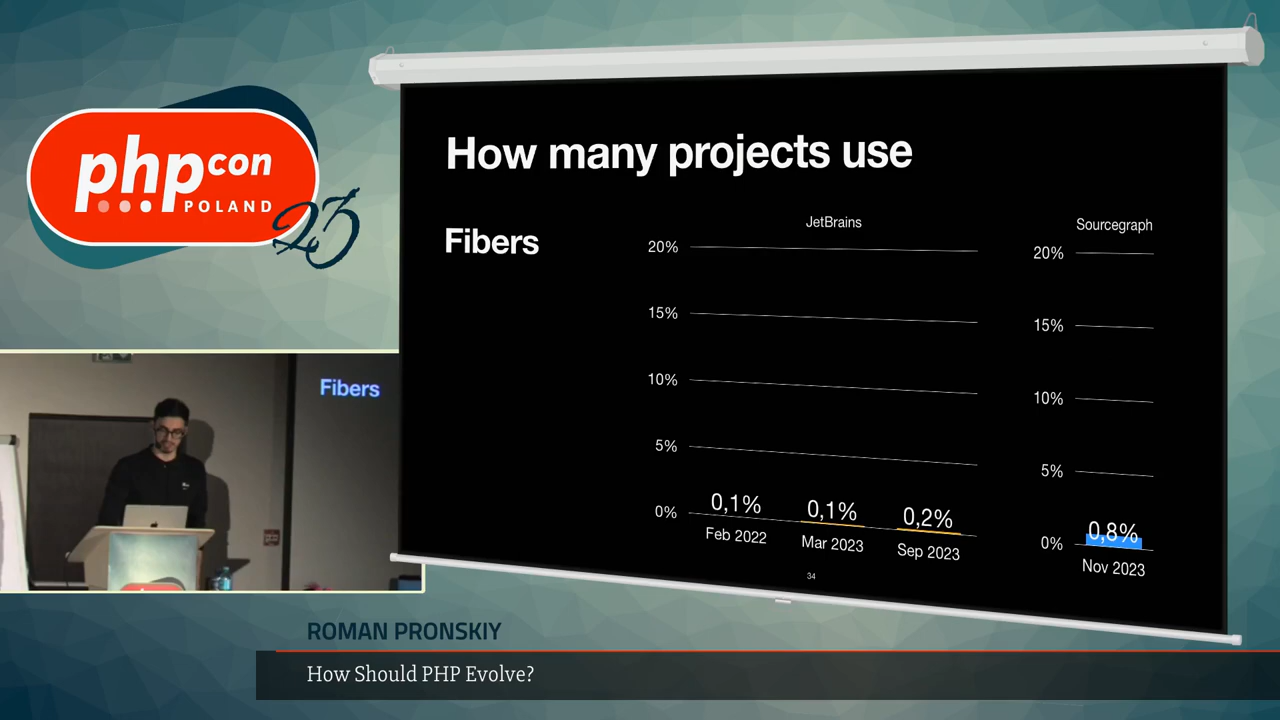 phpcon
POLAND
23
Fibers
How many projects use
Fibers
JetBrains
20%
15%
10%
5%
0%
0,1%
0,1%
0,2%
Feb 2022
Mar 2023
Sep 2023
Sourcegraph
20%
15%
10%
5%
0%
0,8%
Nov 2023
34
ROMAN PRONSKIY
How Should PHP Evolve?